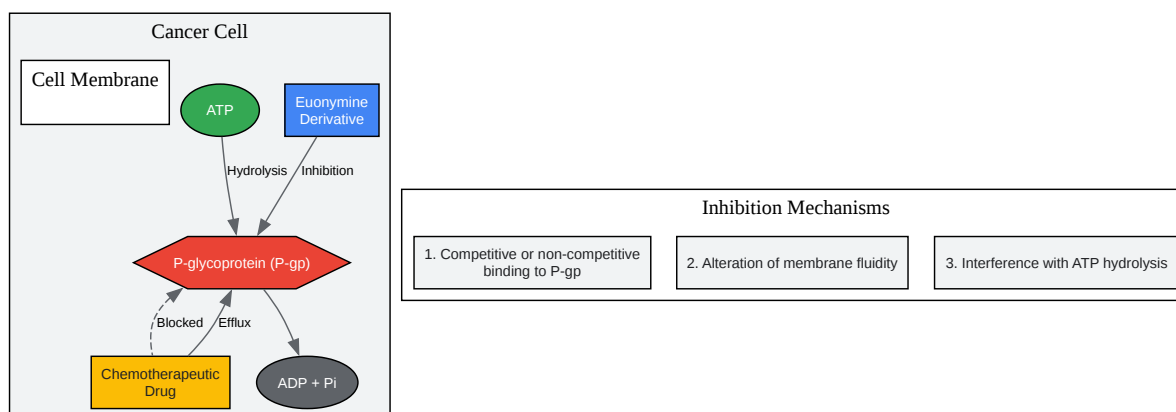 Cancer Cell
Cell Membrane
ATP
Euonymine
Derivative
Hydrolysis
Inhibition
P-glycoprotein (P-gp)
Blocked
Efflux
Chemotherapeutic
Drug
ADP + Pi
Inhibition Mechanisms
1. Competitive or non-competitive
binding to P-gp
2. Alteration of membrane fluidity
3. Interference with ATP hydrolysis